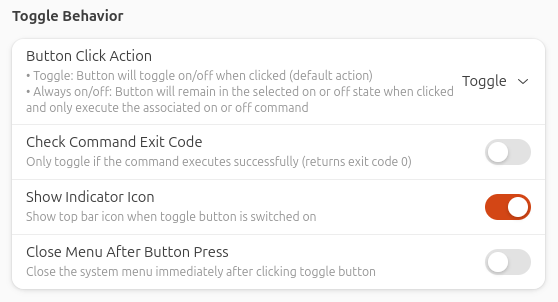 Toggle Behavior
Button Click Action
• Toggle: Button will toggle on/off when clicked (default action)
• Always on/off: Button will remain in the selected on or off state when clicked
and only execute the associated on or off command
Toggle
Check Command Exit Code
Only toggle if the command executes successfully (returns exit code 0)
Show Indicator Icon
Show top bar icon when toggle button is switched on
Close Menu After Button Press
Close the system menu immediately after clicking toggle button